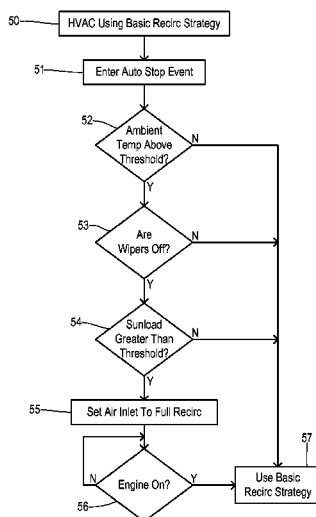 50
HVAC Using Basic Recirc Strategy
51
Enter Auto Stop Event
52
Ambient
Temp Above
Threshold?
N
Y
53
Are
Wipers Off?
N
Y
54
Sunload
Greater Than
Threshold?
N
Y
55
Set Air Inlet To Full Recirc
57
N
Engine On?
Y
Use Basic
Recirc Strategy
56